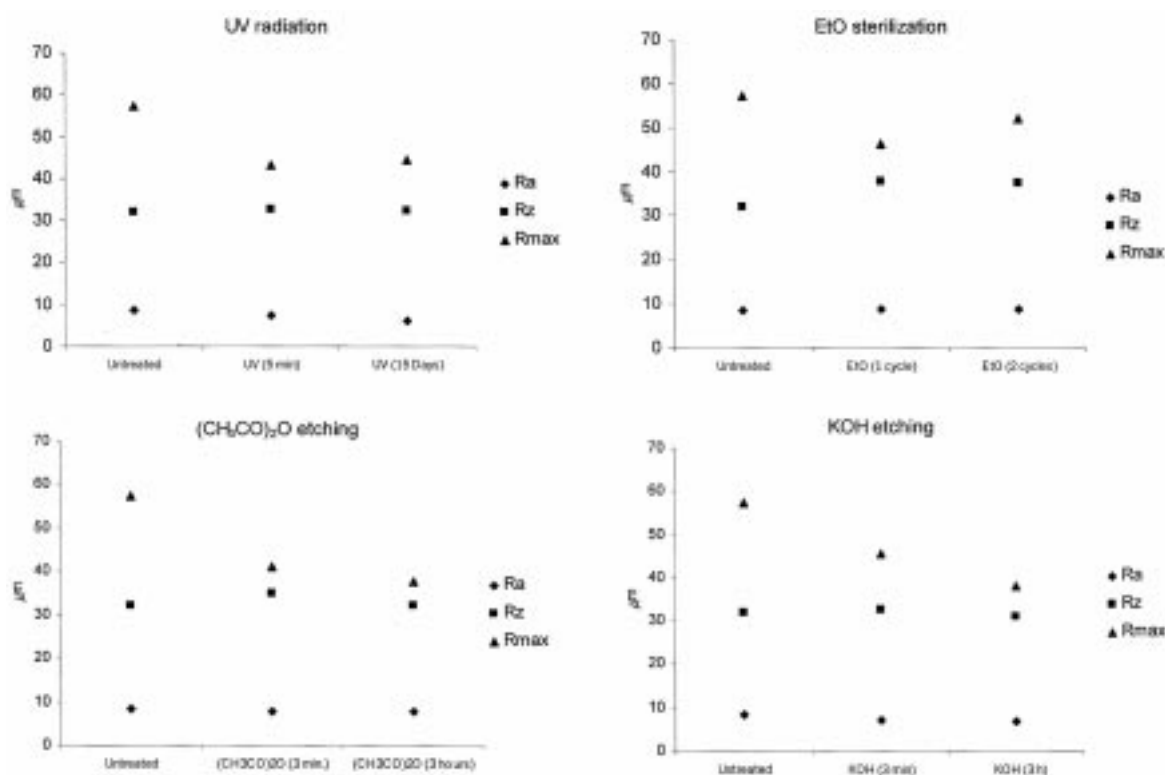 UV radiation
70
60
50
40
30
20
10
0
µm
Untreated
UV (5 min)
UV (15 Days)
Ra
Rz
Rmax
EtO sterilization
70
60
50
40
30
20
10
0
µm
Untreated
EtO (1 cycle)
EtO (2 cycles)
Ra
Rz
Rmax
(CH₃CO)₂O etching
70
60
50
40
30
20
10
0
µm
Untreated
(CH3CO)2O (3 min.)
(CH3CO)2O (3 hours)
Ra
Rz
Rmax
KOH etching
70
60
50
40
30
20
10
0
µm
Untreated
KOH (3 min)
KOH (3 h)
Ra
Rz
Rmax